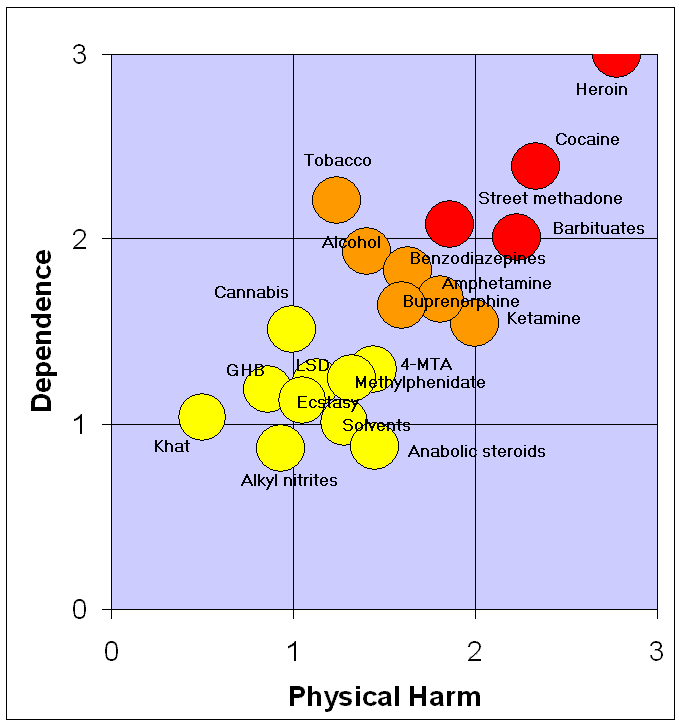 3
Heroin
Cocaine
Tobacco
Street methadone
Barbituates
2
Alcohol
Benzodiazepines
Amphetamine
Cannabis
Buprenorphine
Ketamine
GHB
LSD
4-MTA
Methylphenidate
Ecstasy
1
Solvents
Khat
Anabolic steroids
Alkyl nitrites
Dependence
0
0 1 2 3
Physical Harm